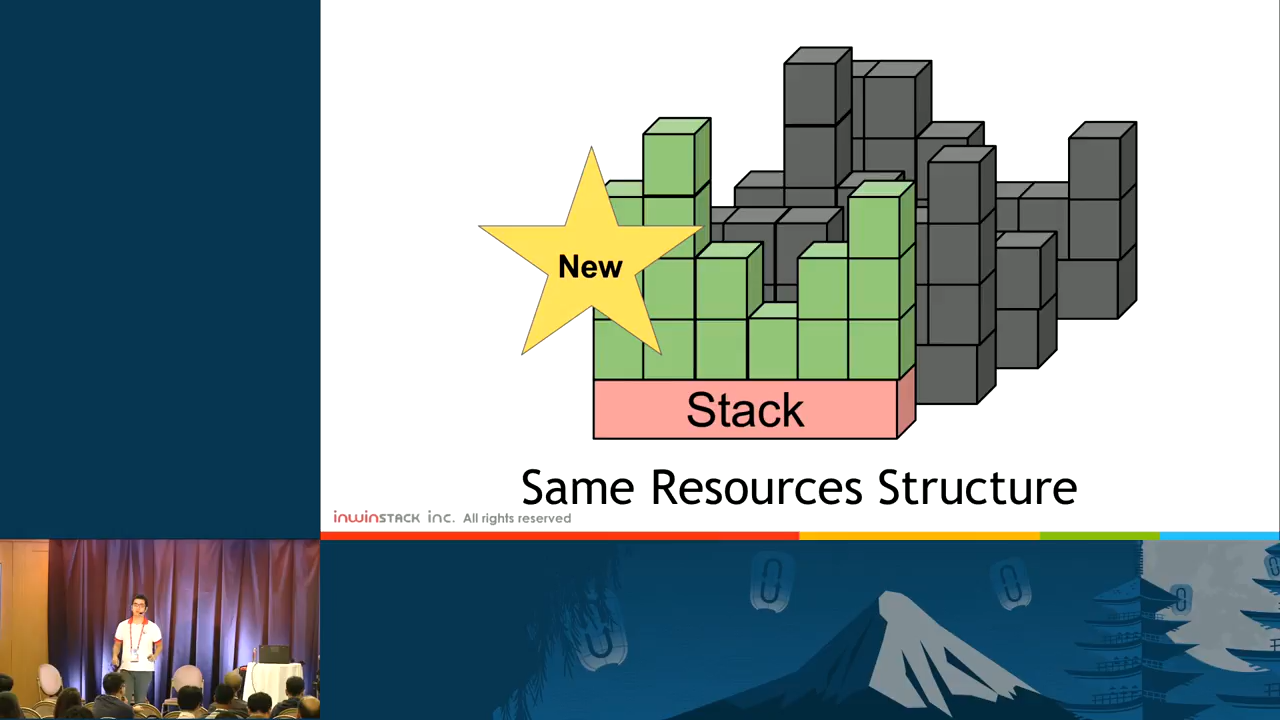 New
Stack
Same Resources Structure
inwinSTACK inc. All rights reserved